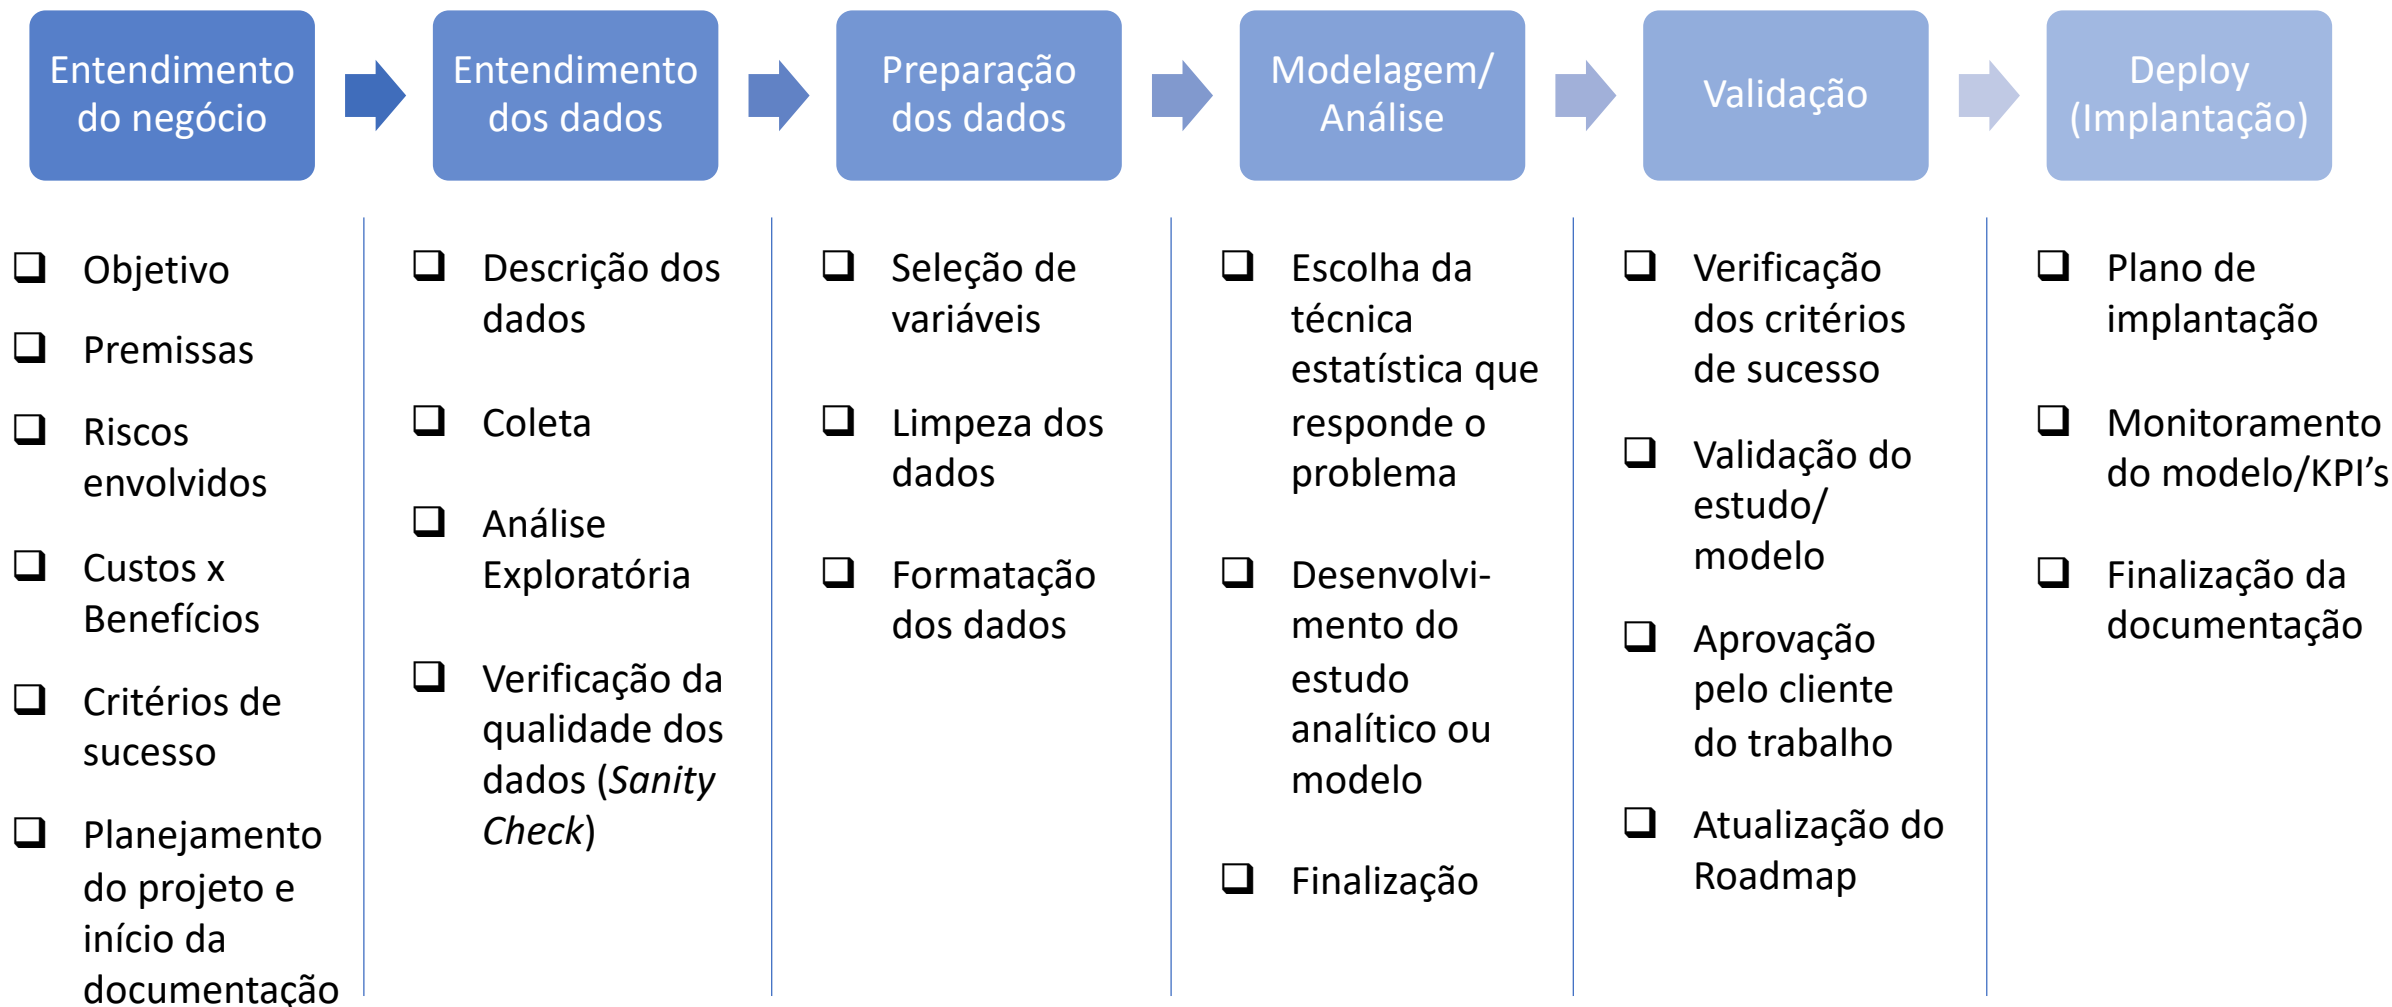 Entendimento
do negócio
Entendimento
dos dados
Preparação
dos dados
Modelagem/
Análise
Validação
Deploy
(Implantação)
Objetivo
Premissas
Riscos
envolvidos
Custos x
Benefícios
Critérios de
sucesso
Planejamento
do projeto e
início da
documentação
Descrição dos
dados
Coleta
Análise
Exploratória
Verificação da
qualidade dos
dados (Sanity
Check)
Seleção de
variáveis
Limpeza dos
dados
Formatação
dos dados
Escolha da
técnica
estatística que
responde o
problema
Desenvolvi-
mento do
estudo
analítico ou
modelo
Finalização
Verificação
dos critérios
de sucesso
Validação do
estudo/
modelo
Aprovação
pelo cliente
do trabalho
Atualização do
Roadmap
Plano de
implantação
Monitoramento
do modelo/KPI’s
Finalização da
documentação